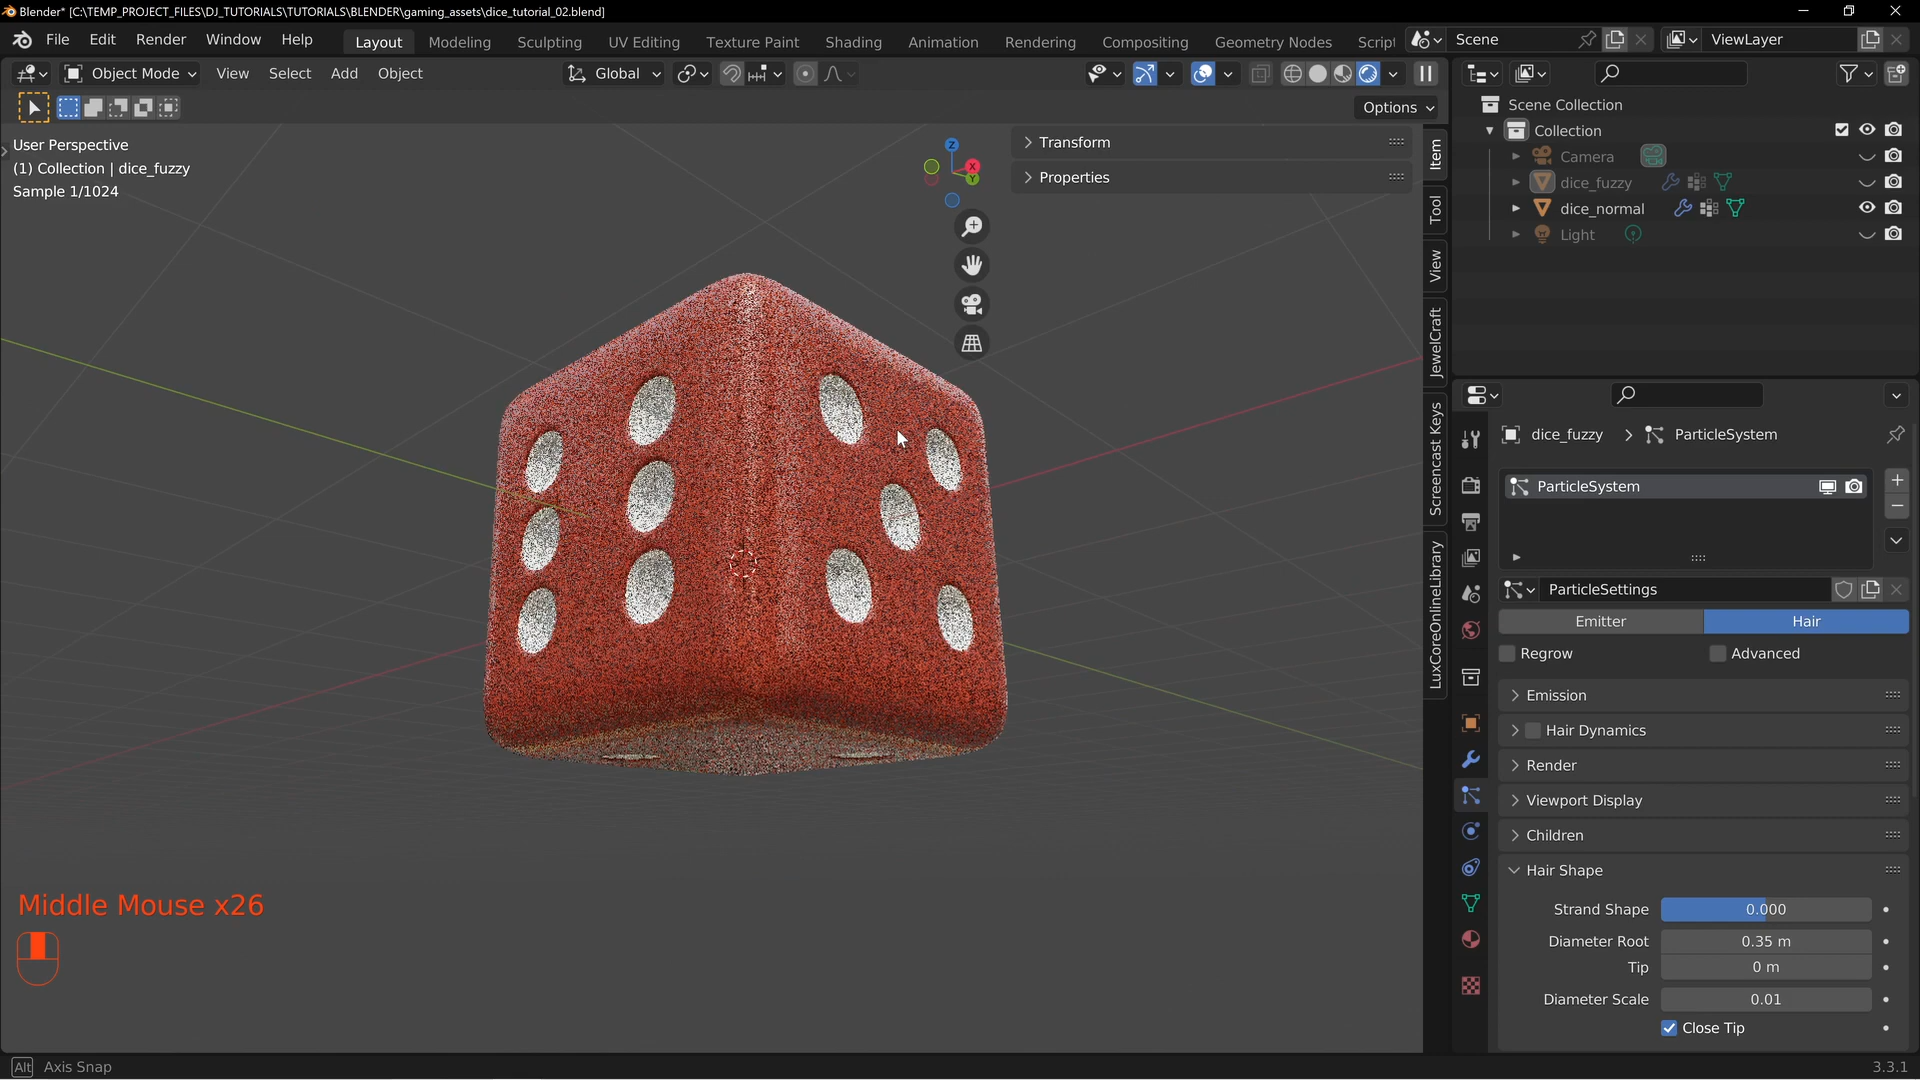 Blender* [C:\TEMP_PROJECT_FILES\DJ_TUTORIALS\TUTORIALS\BLENDER\gaming_assets\dice_tutorial_02.blend]
File Edit Render Window Help
Layout Modeling Sculpting UV Editing Texture Paint Shading Animation Rendering Compositing Geometry Nodes Script
Scene
ViewLayer
Object Mode View Select Add Object
Global
Options
User Perspective
(1) Collection | dice_fuzzy
Sample 1/1024
Z
X
Y
Transform
Properties
Item
Tool
View
JewelCraft
Screencast Keys
LuxCoreOnlineLibrary
Scene Collection
Collection
Camera
dice_fuzzy
dice_normal
Light
dice_fuzzy ParticleSystem
ParticleSystem
ParticleSettings
Emitter Hair
Regrow Advanced
Emission
Hair Dynamics
Render
Viewport Display
Children
Hair Shape
Strand Shape 0.000
Diameter Root 0.35 m
Tip 0 m
Diameter Scale 0.01
Close Tip
Middle Mouse x26
Alt Axis Snap
3.3.1